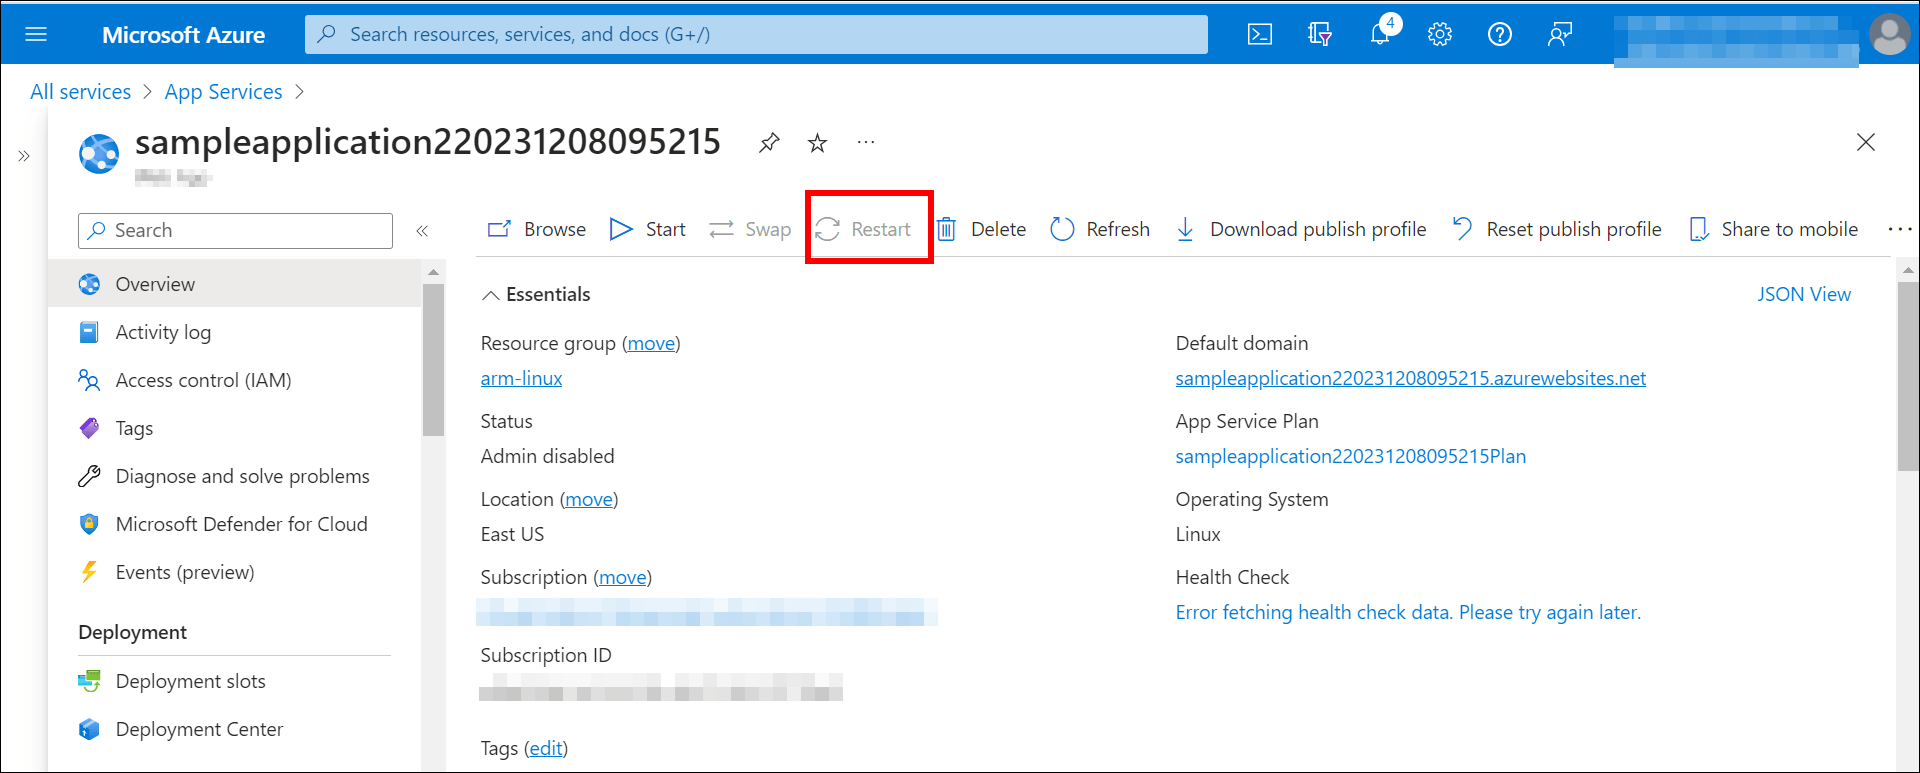 Microsoft Azure
Search resources, services, and docs (G+/)
4
All services > App Services >
sampleapplication220231208095215
Search
Browse Start Swap Restart Delete Refresh Download publish profile Reset publish profile Share to mobile
Overview
Activity log
Access control (IAM)
Tags
Diagnose and solve problems
Microsoft Defender for Cloud
Events (preview)
Deployment
Deployment slots
Deployment Center
Essentials
JSON View
Resource group (move)
arm-linux
Status
Admin disabled
Location (move)
East US
Subscription (move)
Subscription ID
Tags (edit)
Default domain
sampleapplication220231208095215.azurewebsites.net
App Service Plan
sampleapplication220231208095215Plan
Operating System
Linux
Health Check
Error fetching health check data. Please try again later.